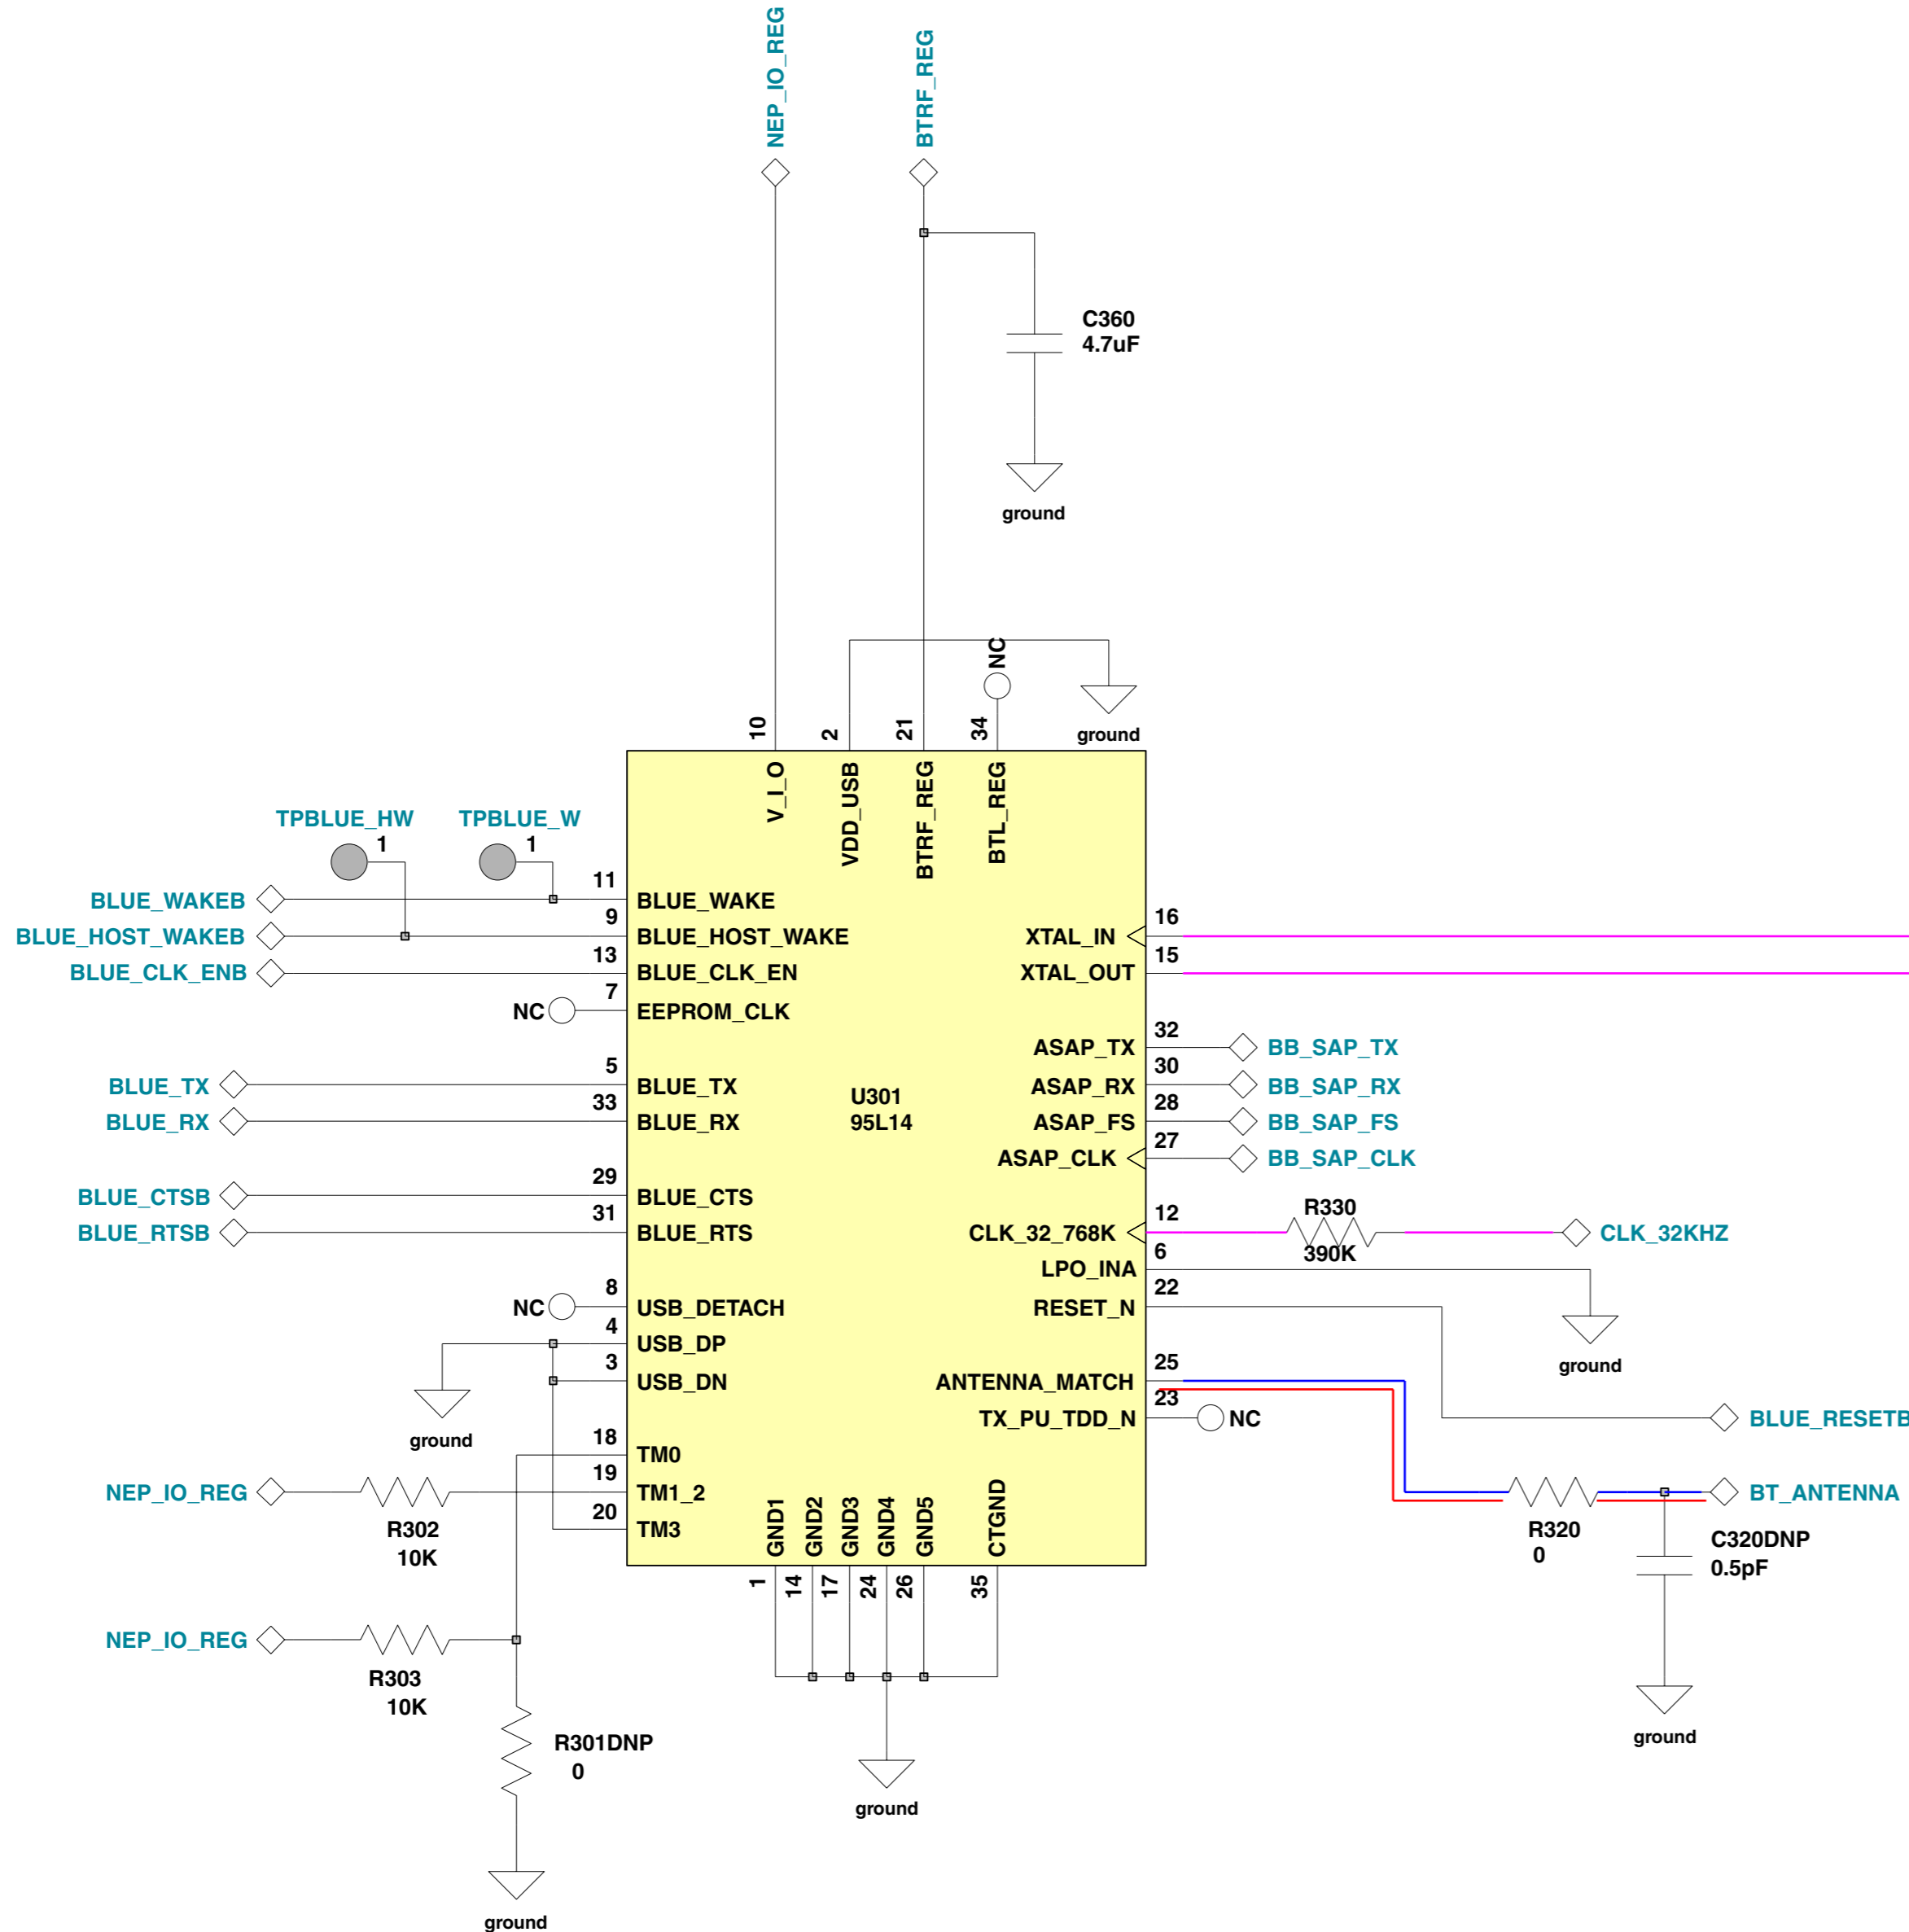 NEP_IO_REG
BTRF_REG
C360
4.7uF
ground
NC
10
2
21
34
ground
V_I_O
VDD_USB
BTRF_REG
BTL_REG
TPBLUE_HW
1
TPBLUE_W
1
BLUE_WAKEB
11
BLUE_WAKE
BLUE_HOST_WAKEB
9
BLUE_HOST_WAKE
BLUE_CLK_ENB
13
BLUE_CLK_EN
NC
7
EEPROM_CLK
BLUE_TX
5
BLUE_TX
BLUE_RX
33
BLUE_RX
BLUE_CTSB
29
BLUE_CTS
BLUE_RTSB
31
BLUE_RTS
NC
8
USB_DETACH
4
USB_DP
3
USB_DN
ground
18
TM0
NEP_IO_REG
R302
10K
19
TM1_2
20
TM3
U301
95L14
XTAL_IN
16
XTAL_OUT
15
ASAP_TX
32
BB_SAP_TX
ASAP_RX
30
BB_SAP_RX
ASAP_FS
28
BB_SAP_FS
ASAP_CLK
27
BB_SAP_CLK
CLK_32_768K
12
R330
390K
CLK_32KHZ
LPO_INA
6
ground
RESET_N
22
BLUE_RESETB
ANTENNA_MATCH
25
TX_PU_TDD_N
23
NC
R320
0
BT_ANTENNA
C320DNP
0.5pF
ground
GND1
GND2
GND3
GND4
GND5
CTGND
1
14
17
24
26
35
ground
NEP_IO_REG
R303
10K
R301DNP
0
ground